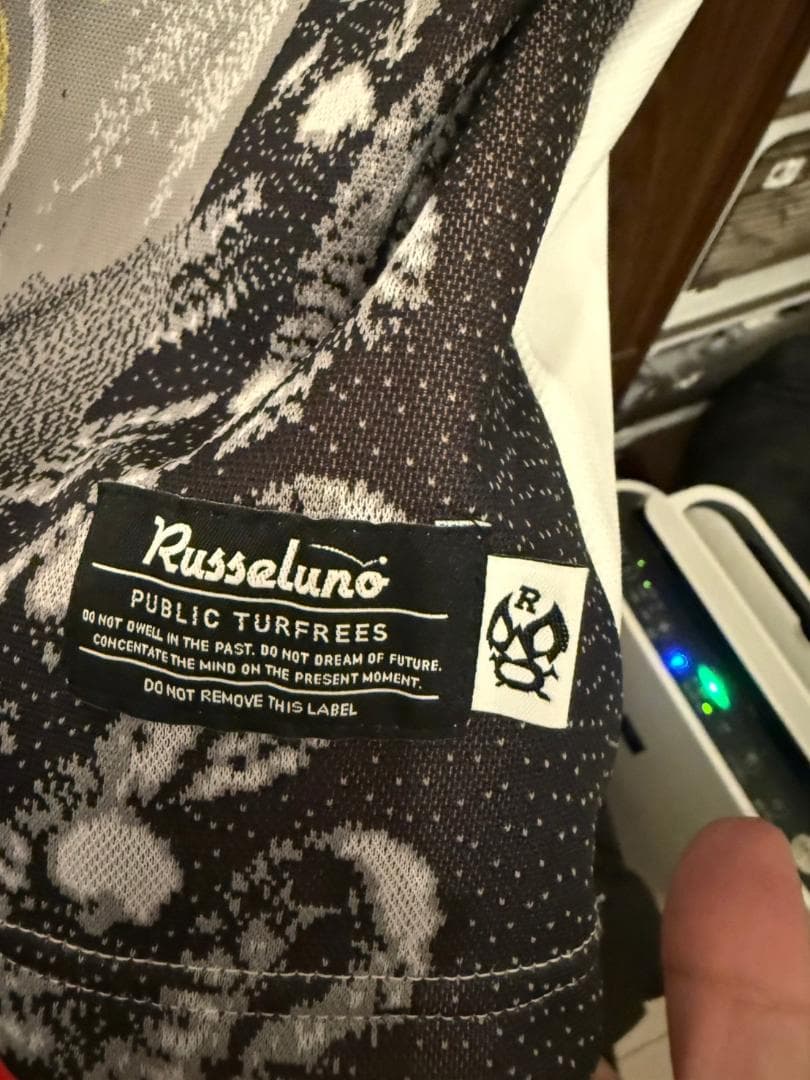 Russeluno
PUBLIC TURFREES
DO NOT DWELL IN THE PAST. DO NOT DREAM OF FUTURE.
CONCENTRATE THE MIND ON THE PRESENT MOMENT.
DO NOT REMOVE THIS LABEL
R